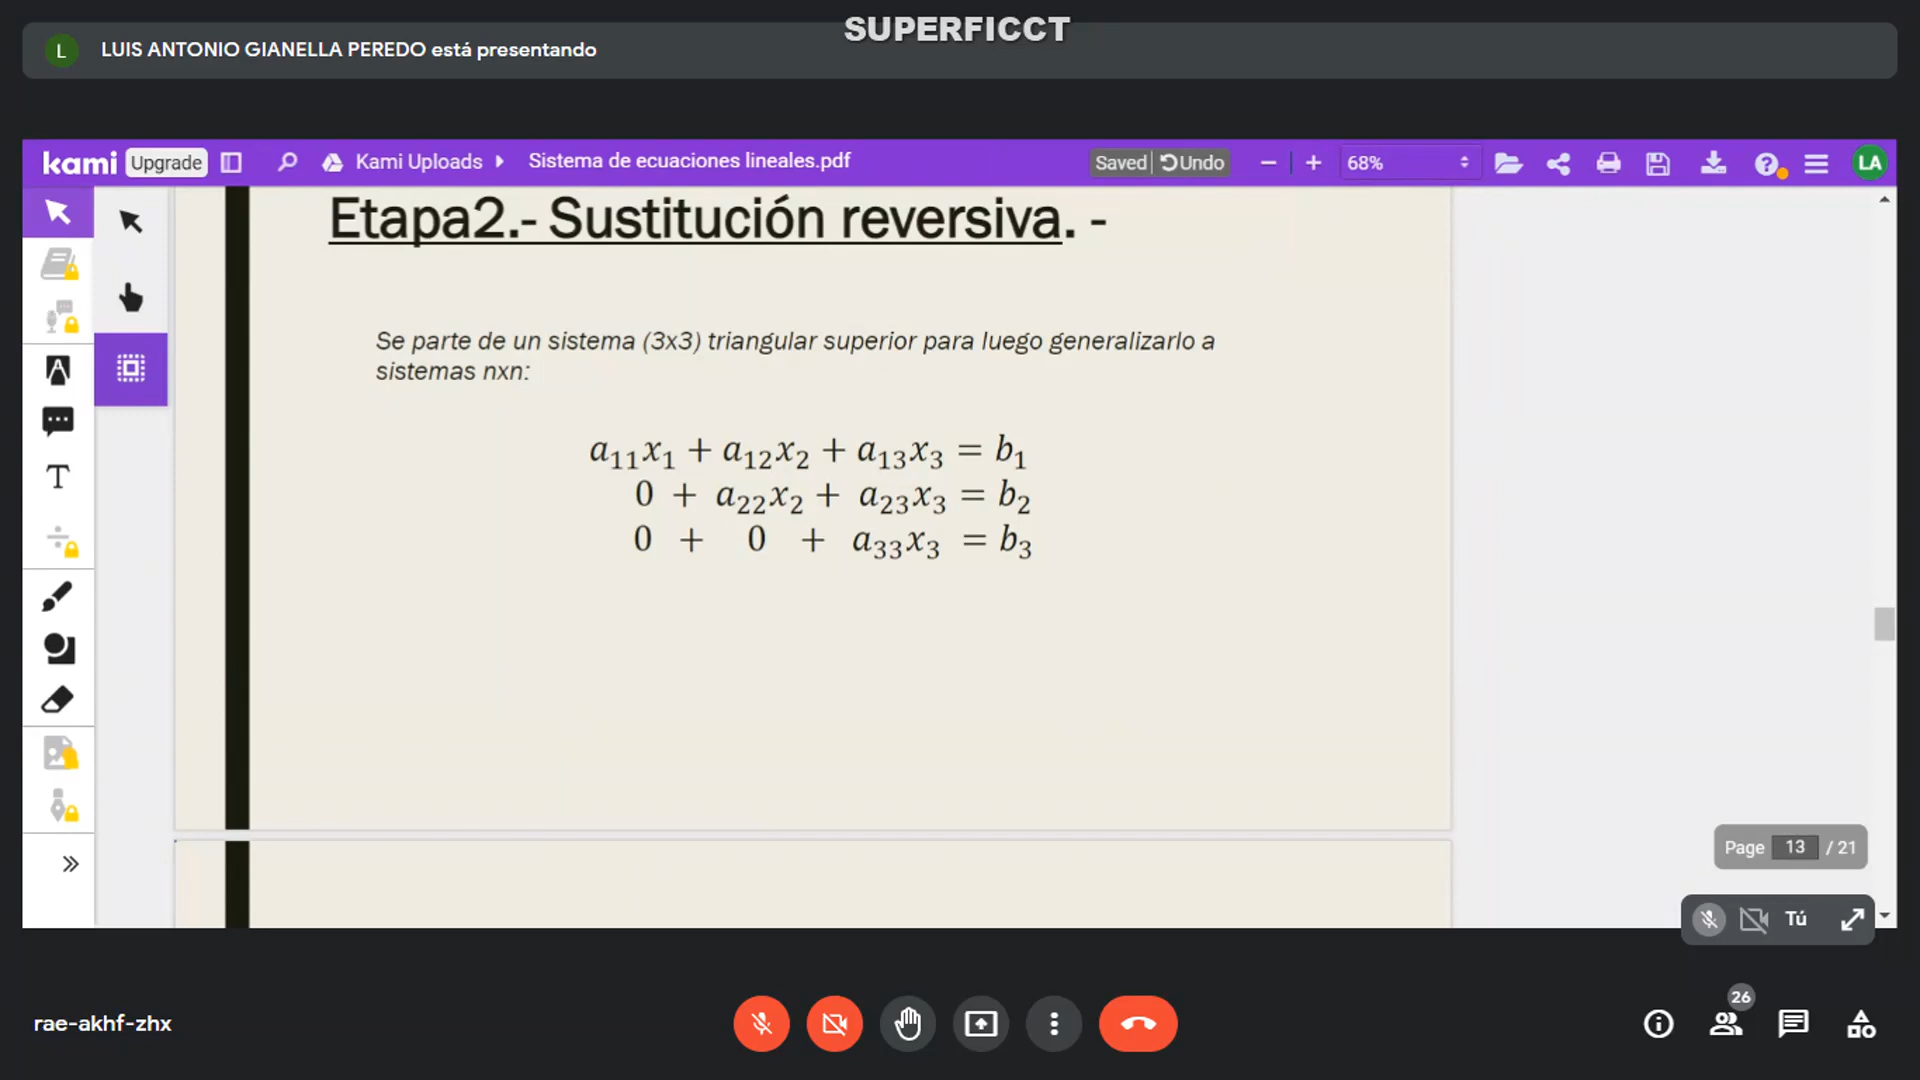 SUPERFICCT
L LUIS ANTONIO GIANELLA PEREDO está presentando
kami Upgrade Kami Uploads Sistema de ecuaciones lineales.pdf Saved Undo − + 68% LA
Etapa2.- Sustitución reversiva. -
Se parte de un sistema (3x3) triangular superior para luego generalizarlo a
sistemas nxn:
a₁₁x₁ + a₁₂x₂ + a₁₃x₃ = b₁
0 + a₂₂x₂ + a₂₃x₃ = b₂
0 + 0 + a₃₃x₃ = b₃
T
Page 13 / 21
Tú
26
rae-akhf-zhx